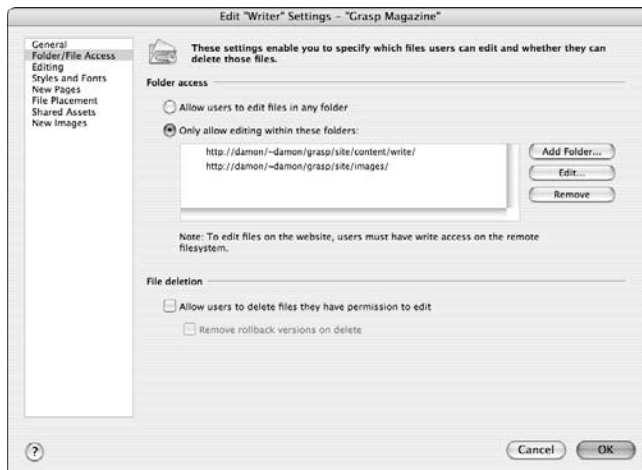 Edit "Writer" Settings – "Grasp Magazine"
General
Folder/File Access
Editing
Styles and Fonts
New Pages
File Placement
Shared Assets
New Images
These settings enable you to specify which files users can edit and whether they can
delete those files.
Folder access
Allow users to edit files in any folder
Only allow editing within these folders:
http://damon/~damon/grasp/site/content/write/
http://damon/~damon/grasp/site/images/
Add Folder...
Edit...
Remove
Note: To edit files on the website, users must have write access on the remote
filesystem.
File deletion
Allow users to delete files they have permission to edit
Remove rollback versions on delete
?
Cancel
OK